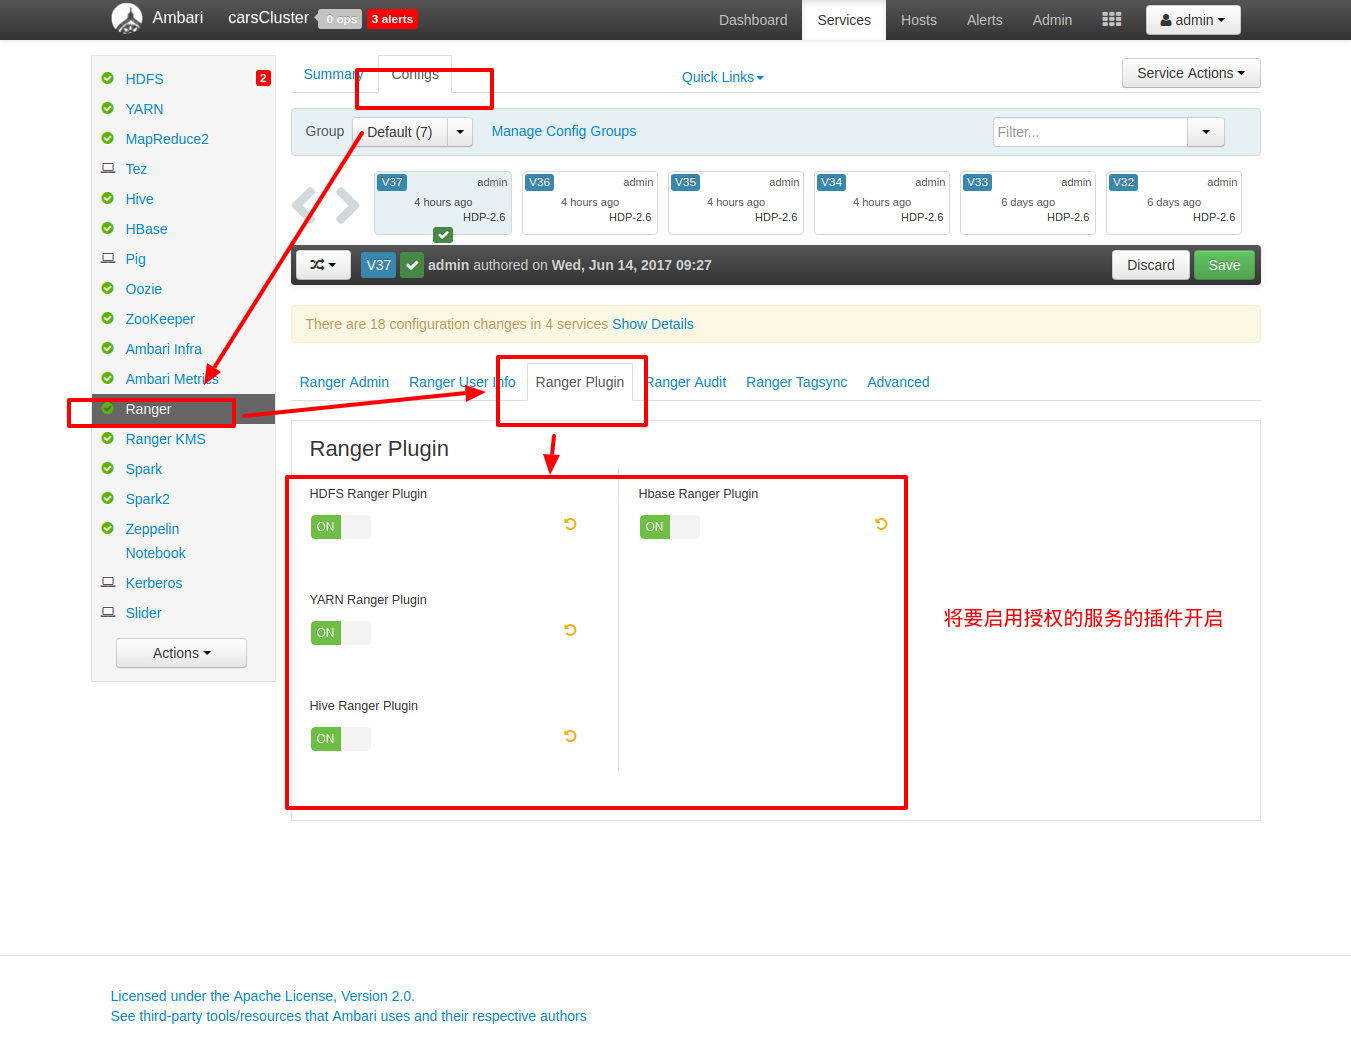 Ambari carsCluster 0 ops 3 alerts Dashboard Services Hosts Alerts Admin admin
HDFS 2
YARN
MapReduce2
Tez
Hive
HBase
Pig
Oozie
ZooKeeper
Ambari Infra
Ambari Metrics
Ranger
Ranger KMS
Spark
Spark2
Zeppelin
Notebook
Kerberos
Slider
Actions
Summary Configs Quick Links Service Actions
Group Default (7) Manage Config Groups Filter...
V37 admin
4 hours ago
HDP-2.6
V36 admin
4 hours ago
HDP-2.6
V35 admin
4 hours ago
HDP-2.6
V34 admin
4 hours ago
HDP-2.6
V33 admin
6 days ago
HDP-2.6
V32 admin
6 days ago
HDP-2.6
V37 admin authored on Wed, Jun 14, 2017 09:27 Discard Save
There are 18 configuration changes in 4 services Show Details
Ranger Admin Ranger User Info Ranger Plugin Ranger Audit Ranger Tagsync Advanced
Ranger Plugin
HDFS Ranger Plugin Hbase Ranger Plugin
ON ON
YARN Ranger Plugin
ON
将要启用授权的服务的插件开启
Hive Ranger Plugin
ON
Licensed under the Apache License, Version 2.0.
See third-party tools/resources that Ambari uses and their respective authors